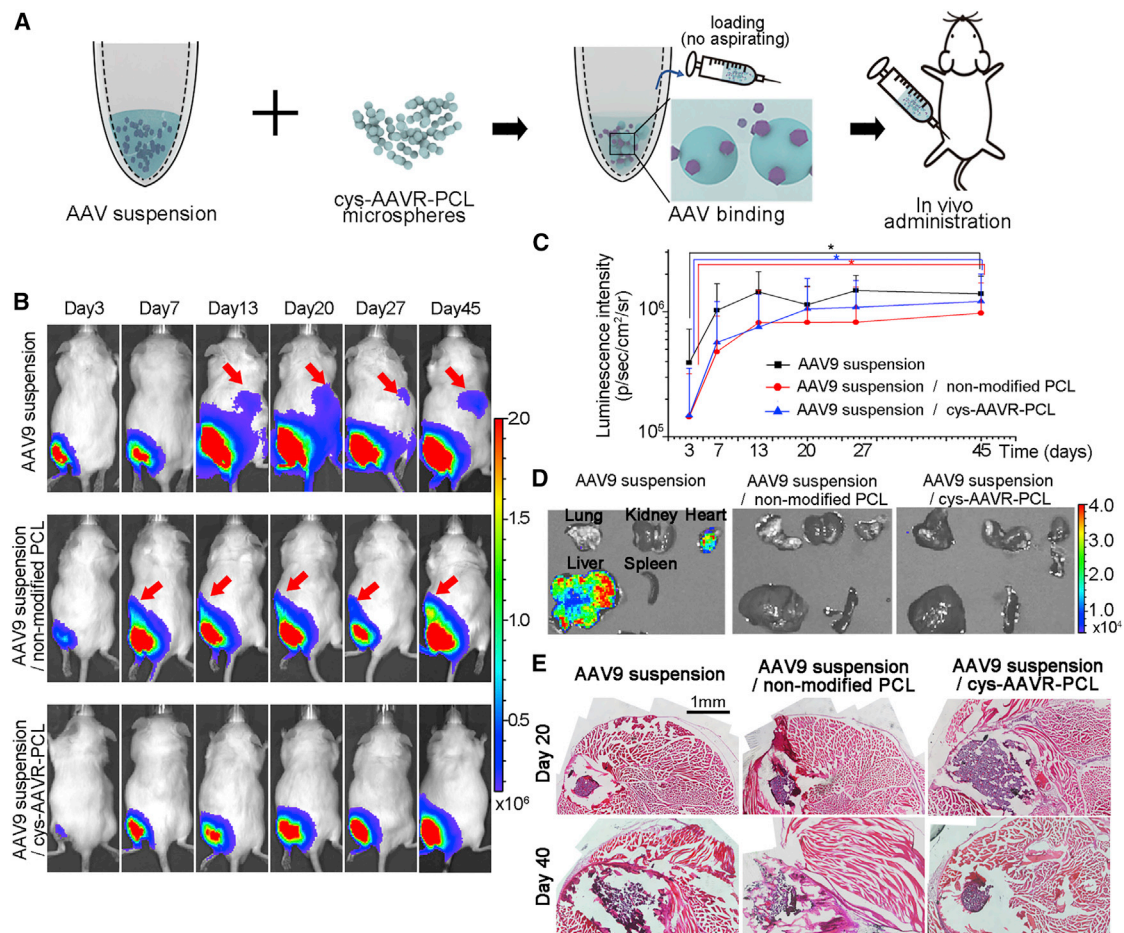 A
loading
(no aspirating)
AAV suspension
cys-AAVR-PCL
microspheres
AAV binding
In vivo
administration
B
Day3 Day7 Day13 Day20 Day27 Day45
AAV9 suspension
AAV9 suspension
/ non-modified PCL
AAV9 suspension
/ cys-AAVR-PCL
20
1.5
1.0
0.5
x10⁶
C
Luminescence intensity
(p/sec/cm²/sr)
10⁶
10⁵
* * *
AAV9 suspension
AAV9 suspension / non-modified PCL
AAV9 suspension / cys-AAVR-PCL
3 7 13 20 27 45 Time (days)
D
AAV9 suspension
AAV9 suspension
/ non-modified PCL
AAV9 suspension
/ cys-AAVR-PCL
Lung Kidney Heart
Liver Spleen
4.0
3.0
2.0
1.0
x10⁴
E
AAV9 suspension
AAV9 suspension
/ non-modified PCL
AAV9 suspension
/ cys-AAVR-PCL
1mm
Day 20
Day 40